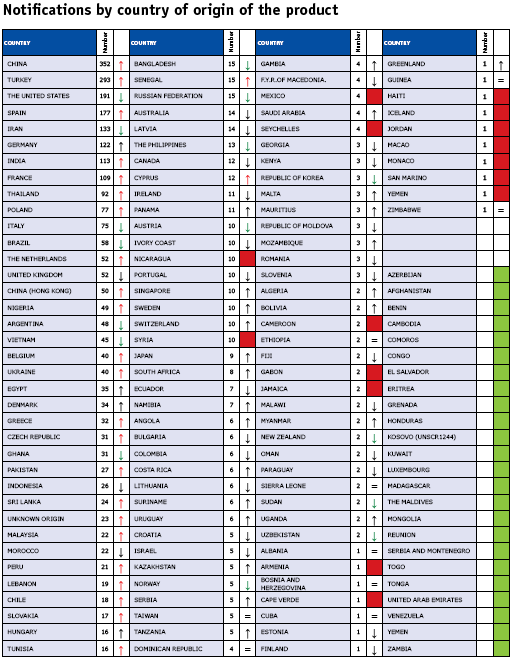 Notifications by country of origin of the product
COUNTRY Number COUNTRY Number COUNTRY Number COUNTRY Number
CHINA 352 ↑ BANGLADESH 15 ↓ GAMBIA 4 ↑ GREENLAND 1 ↑
TURKEY 293 ↑ SENEGAL 15 ↑ F.Y.R.OF MACEDONIA. 4 ↓ GUINEA 1 =
THE UNITED STATES 191 ↓ RUSSIAN FEDERATION 15 ↓ MEXICO 4 HAITI 1
SPAIN 177 ↑ AUSTRALIA 14 ↓ SAUDI ARABIA 4 ↑ ICELAND 1
IRAN 133 ↓ LATVIA 14 ↓ SEYCHELLES 4 JORDAN 1
GERMANY 122 ↑ THE PHILIPPINES 13 ↓ GEORGIA 3 ↓ MACAO 1
INDIA 113 ↑ CANADA 12 ↓ KENYA 3 ↓ MONACO 1
FRANCE 109 ↑ CYPRUS 12 ↑ REPUBLIC OF KOREA 3 ↓ SAN MARINO 1
THAILAND 92 ↑ IRELAND 11 ↓ MALTA 3 ↑ YEMEN 1
POLAND 77 ↑ PANAMA 11 ↑ MAURITIUS 3 ↑ ZIMBABWE 1 =
ITALY 75 ↓ AUSTRIA 10 ↓ REPUBLIC OF MOLDOVA 3 ↓
BRAZIL 58 ↓ IVORY COAST 10 ↓ MOZAMBIQUE 3 ↑
THE NETHERLANDS 52 ↑ NICARAGUA 10 ROMANIA 3 ↓
UNITED KINGDOM 52 ↓ PORTUGAL 10 ↓ SLOVENIA 3 ↓ AZERBIAN
CHINA (HONG KONG) 50 ↑ SINGAPORE 10 ↑ ALGERIA 2 ↑ AFGHANISTAN
NIGERIA 49 ↑ SWEDEN 10 ↑ BOLIVIA 2 ↑ BENIN
ARGENTINA 48 ↓ SWITZERLAND 10 ↑ CAMEROON 2 CAMBODIA
VIETNAM 45 ↓ SYRIA 10 ETHIOPIA 2 = COMOROS
BELGIUM 40 ↑ JAPAN 9 ↑ FIJI 2 ↓ CONGO
UKRAINE 40 ↑ SOUTH AFRICA 8 ↑ GABON 2 EL SALVADOR
EGYPT 35 ↑ ECUADOR 7 ↓ JAMAICA 2 ERITREA
DENMARK 34 ↑ NAMIBIA 7 ↑ MALAWI 2 ↓ GRENADA
GREECE 32 ↑ ANGOLA 6 ↑ MYANMAR 2 ↑ HONDURAS
CZECH REPUBLIC 31 ↑ BULGARIA 6 ↓ NEW ZEALAND 2 ↓ KOSOVO (UNSCR1244)
GHANA 31 ↓ COLOMBIA 6 ↓ OMAN 2 ↓ KUWAIT
PAKISTAN 27 ↑ COSTA RICA 6 ↑ PARAGUAY 2 ↓ LUXEMBOURG
INDONESIA 26 ↓ LITHUANIA 6 ↓ SIERRA LEONE 2 = MADAGASCAR
SRI LANKA 24 ↑ SURINAME 6 ↑ SUDAN 2 ↓ THE MALDIVES
UNKNOWN ORIGIN 23 ↑ URUGUAY 6 ↑ UGANDA 2 ↑ MONGOLIA
MALAYSIA 22 ↑ CROATIA 5 ↓ UZBEKISTAN 2 ↓ REUNION
MOROCCO 22 ↓ ISRAEL 5 ↓ ALBANIA 1 = SERBIA AND MONTENEGRO
PERU 21 ↑ KAZAKHSTAN 5 ↑ ARMENIA 1 TOGO
LEBANON 19 ↑ NORWAY 5 ↓ BOSNIA AND HERZEGOVINA 1 = TONGA
CHILE 18 ↑ SERBIA 5 ↑ CAPE VERDE 1 UNITED ARAB EMIRATES
SLOVAKIA 17 ↑ TAIWAN 5 = CUBA 1 = VENEZUELA
HUNGARY 16 ↑ TANZANIA 5 ↑ ESTONIA 1 ↓ YEMEN
TUNISIA 16 ↑ DOMINICAN REPUBLIC 4 = FINLAND 1 ↓ ZAMBIA